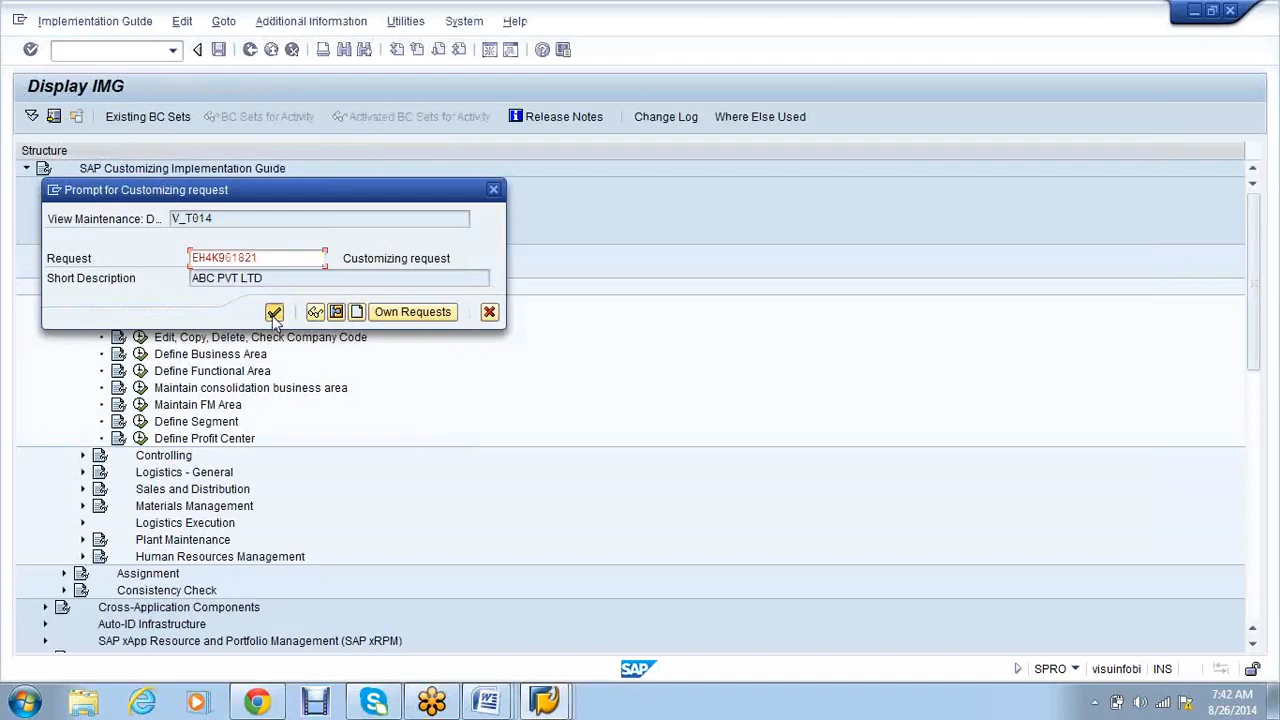 Implementation Guide Edit Goto Additional Information Utilities System Help
Display IMG
Existing BC Sets BC Sets for Activity Activated BC Sets for Activity Release Notes Change Log Where Else Used
Structure
SAP Customizing Implementation Guide
Prompt for Customizing request
View Maintenance: D... V_T014
Request EH4K901821 Customizing request
Short Description ABC PVT LTD
Own Requests
Edit, Copy, Delete, Check Company Code
Define Business Area
Define Functional Area
Maintain consolidation business area
Maintain FM Area
Define Segment
Define Profit Center
Controlling
Logistics - General
Sales and Distribution
Materials Management
Logistics Execution
Plant Maintenance
Human Resources Management
Assignment
Consistency Check
Cross-Application Components
Auto-ID Infrastructure
SAP xApp Resource and Portfolio Management (SAP xRPM)
SAP
SPRO visuinfobi INS
7:42 AM
8/26/2014